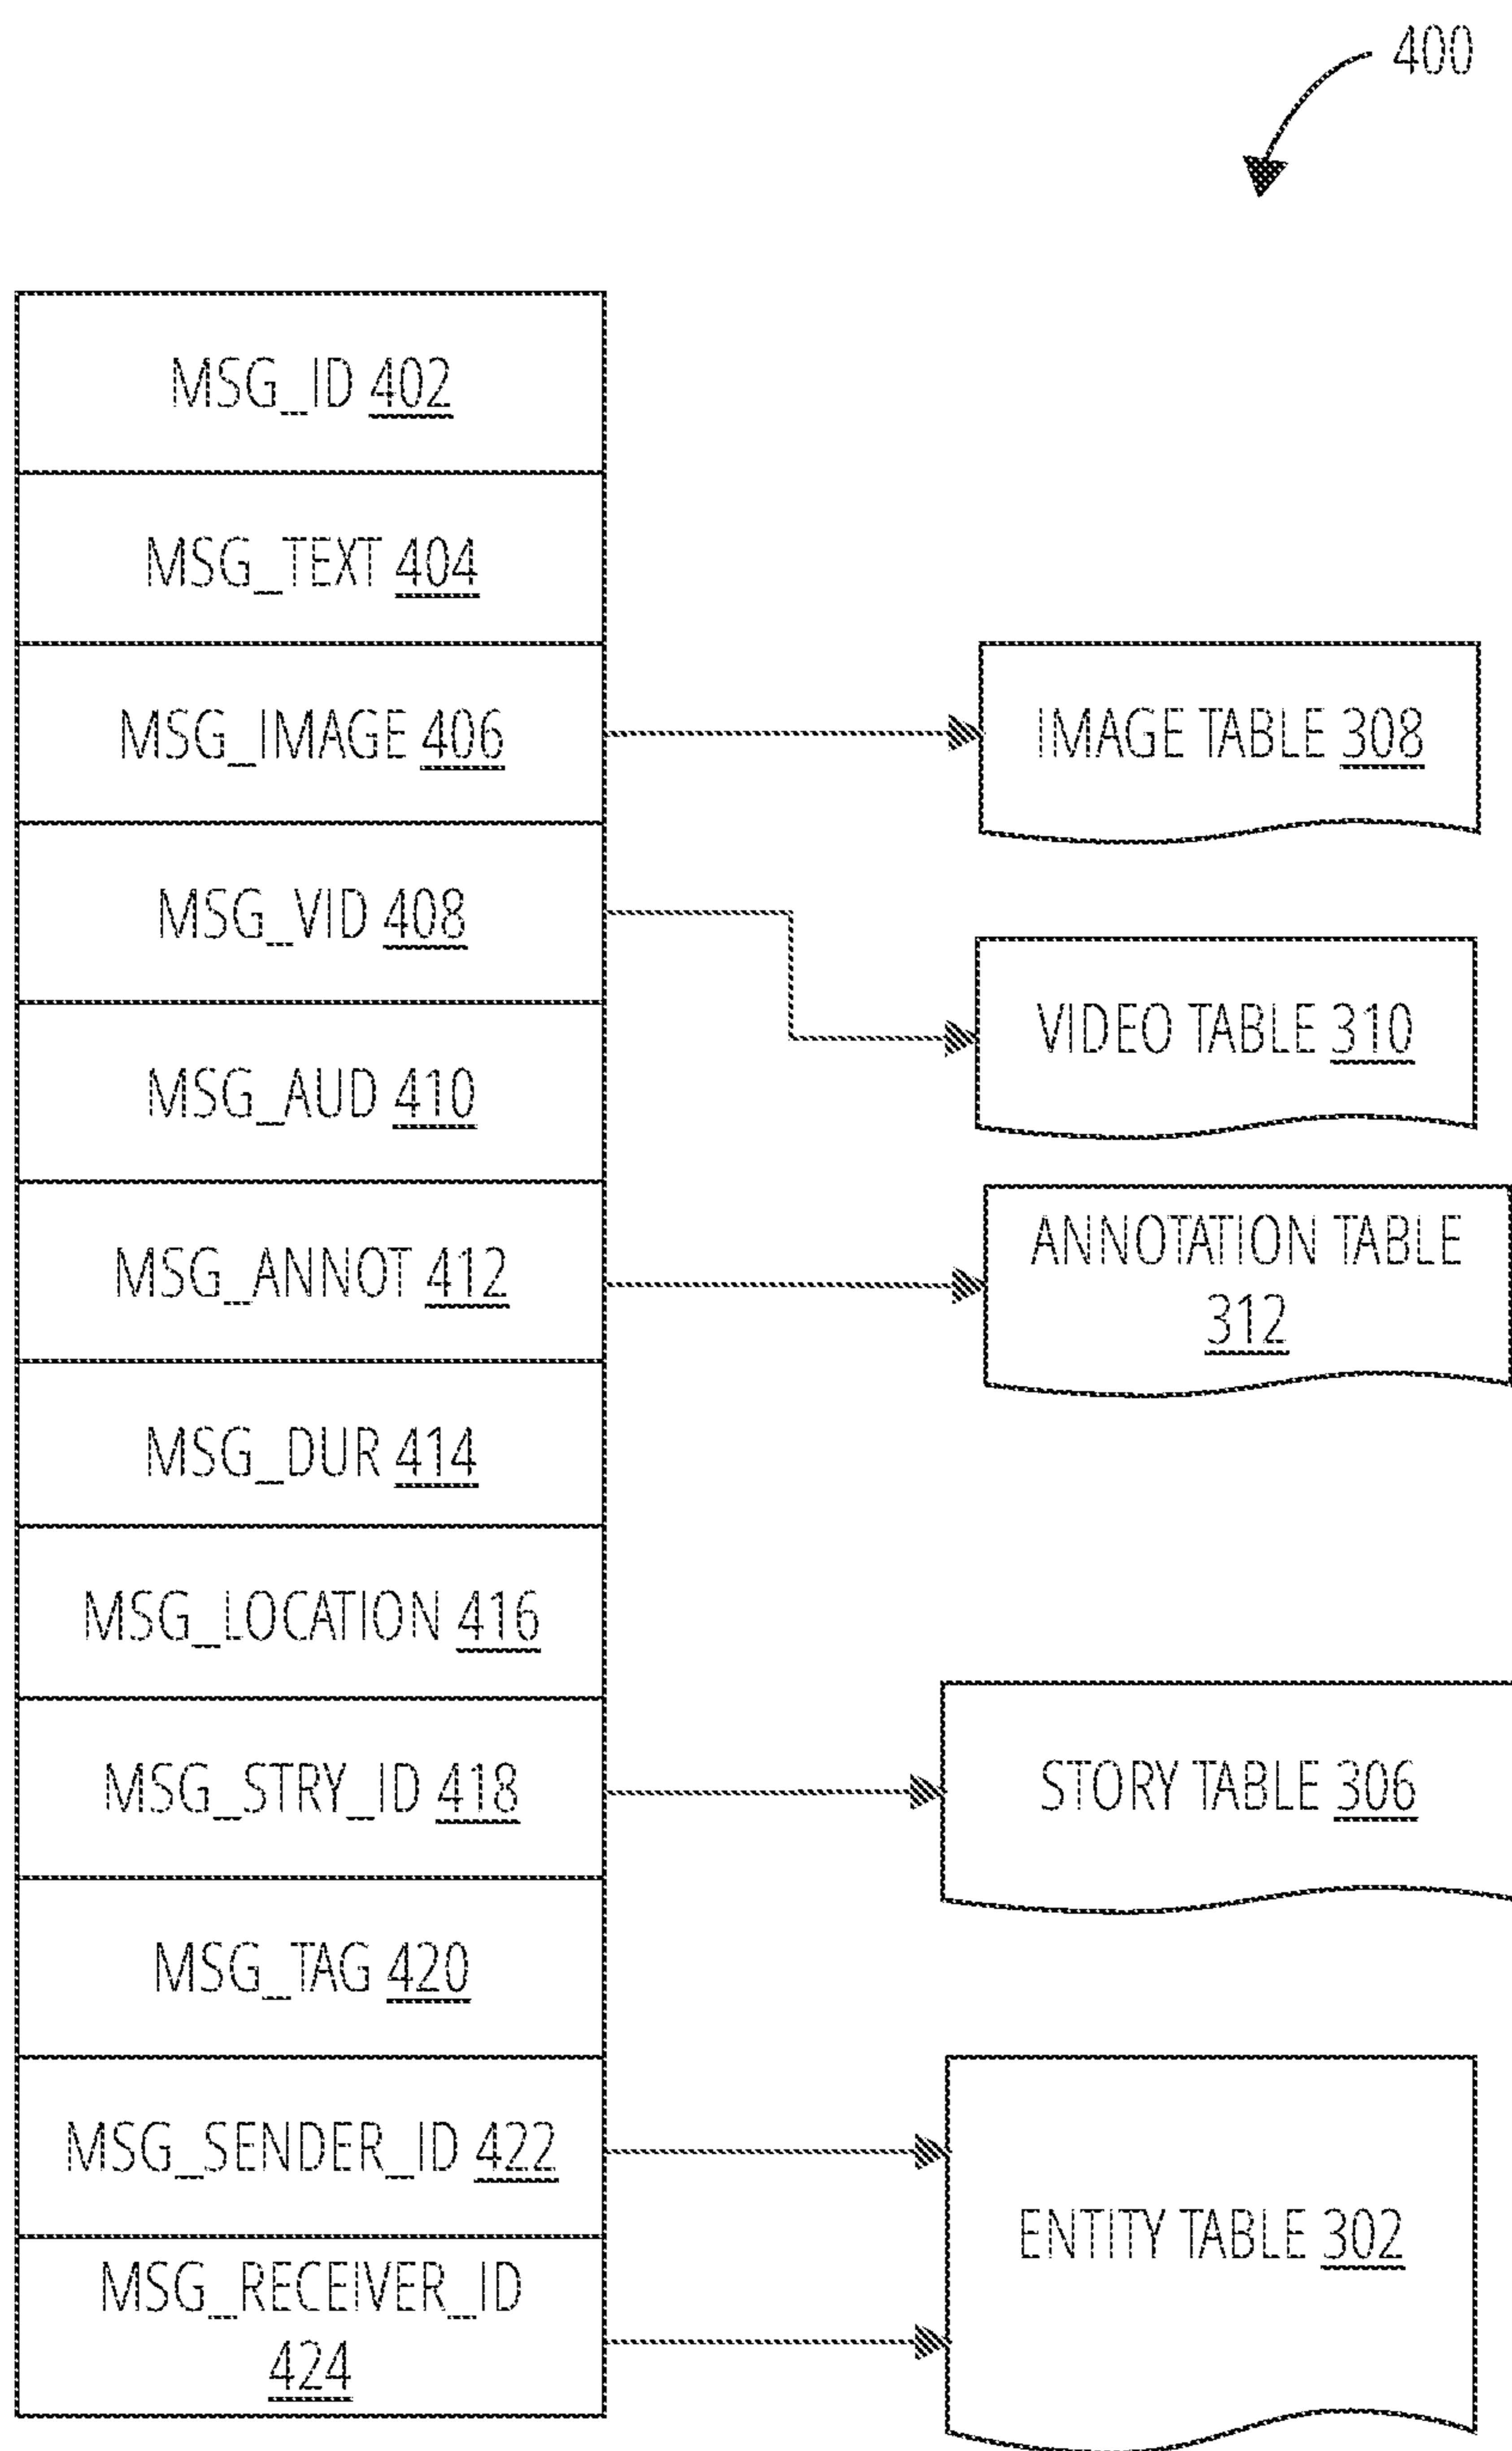 400
MSG_ID 402
MSG_TEXT 404
MSG_IMAGE 406
IMAGE TABLE 308
MSG_VID 408
VIDEO TABLE 310
MSG_AUD 410
MSG_ANNOT 412
ANNOTATION TABLE
312
MSG_DUR 414
MSG_LOCATION 416
MSG_STRY_ID 418
STORY TABLE 306
MSG_TAG 420
MSG_SENDER_ID 422
ENTITY TABLE 302
MSG_RECEIVER_ID
424